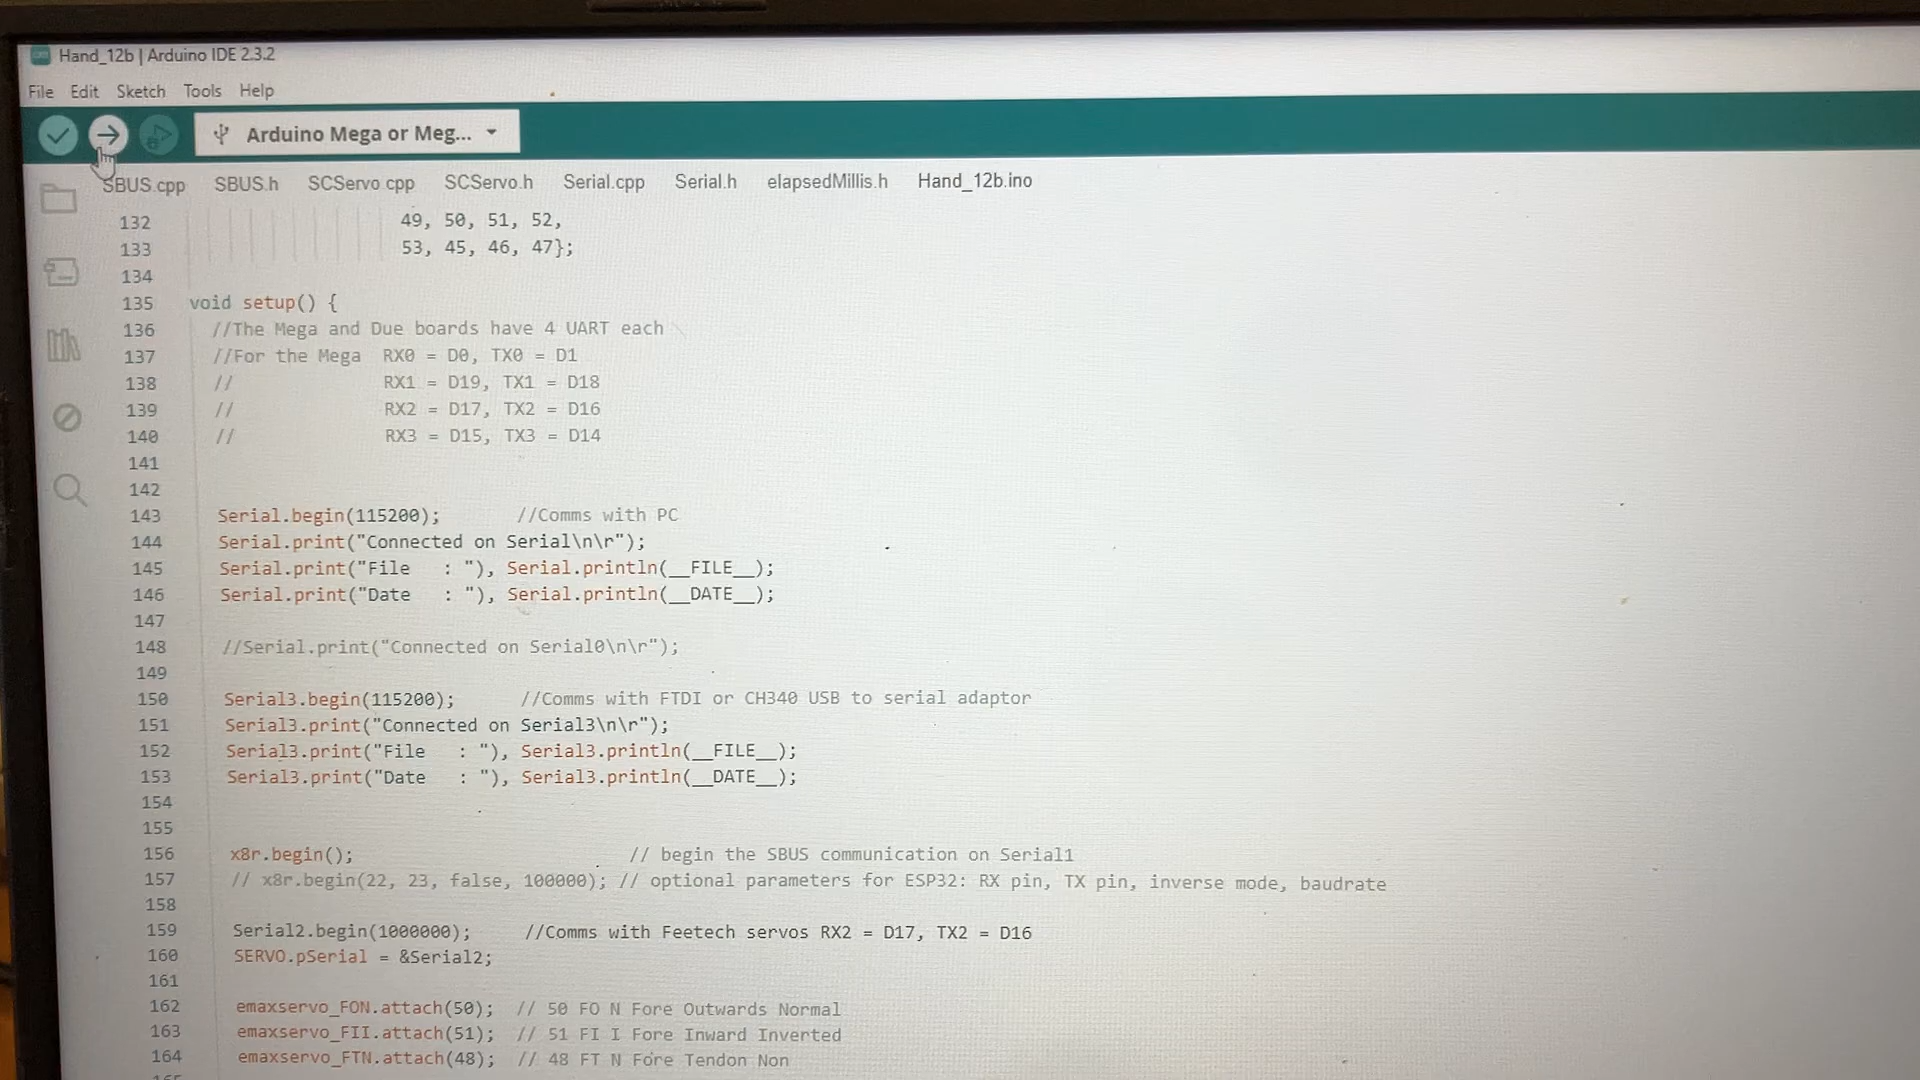 Hand_12b | Arduino IDE 2.3.2
File Edit Sketch Tools Help
Arduino Mega or Meg...
SBUS.cpp SBUS.h SCServo.cpp SCServo.h Serial.cpp Serial.h elapsedMillis.h Hand_12b.ino
132 49, 50, 51, 52,
133 53, 45, 46, 47};
134
135 void setup() {
136 //The Mega and Due boards have 4 UART each
137 //For the Mega RX0 = D0, TX0 = D1
138 // RX1 = D19, TX1 = D18
139 // RX2 = D17, TX2 = D16
140 // RX3 = D15, TX3 = D14
141
142
143 Serial.begin(115200); //Comms with PC
144 Serial.print("Connected on Serial\n\r");
145 Serial.print("File : "), Serial.println(__FILE__);
146 Serial.print("Date : "), Serial.println(__DATE__);
147
148 //Serial.print("Connected on Serial0\n\r");
149
150 Serial3.begin(115200); //Comms with FTDI or CH340 USB to serial adaptor
151 Serial3.print("Connected on Serial3\n\r");
152 Serial3.print("File : "), Serial3.println(__FILE__);
153 Serial3.print("Date : "), Serial3.println(__DATE__);
154
155
156 x8r.begin(); // begin the SBUS communication on Serial1
157 // x8r.begin(22, 23, false, 100000); // optional parameters for ESP32: RX pin, TX pin, inverse mode, baudrate
158
159 Serial2.begin(1000000); //Comms with Feetech servos RX2 = D17, TX2 = D16
160 SERVO.pSerial = &Serial2;
161
162 emaxservo_FON.attach(50); // 50 FO N Fore Outwards Normal
163 emaxservo_FII.attach(51); // 51 FI I Fore Inward Inverted
164 emaxservo_FTN.attach(48); // 48 FT N Fore Tendon Non